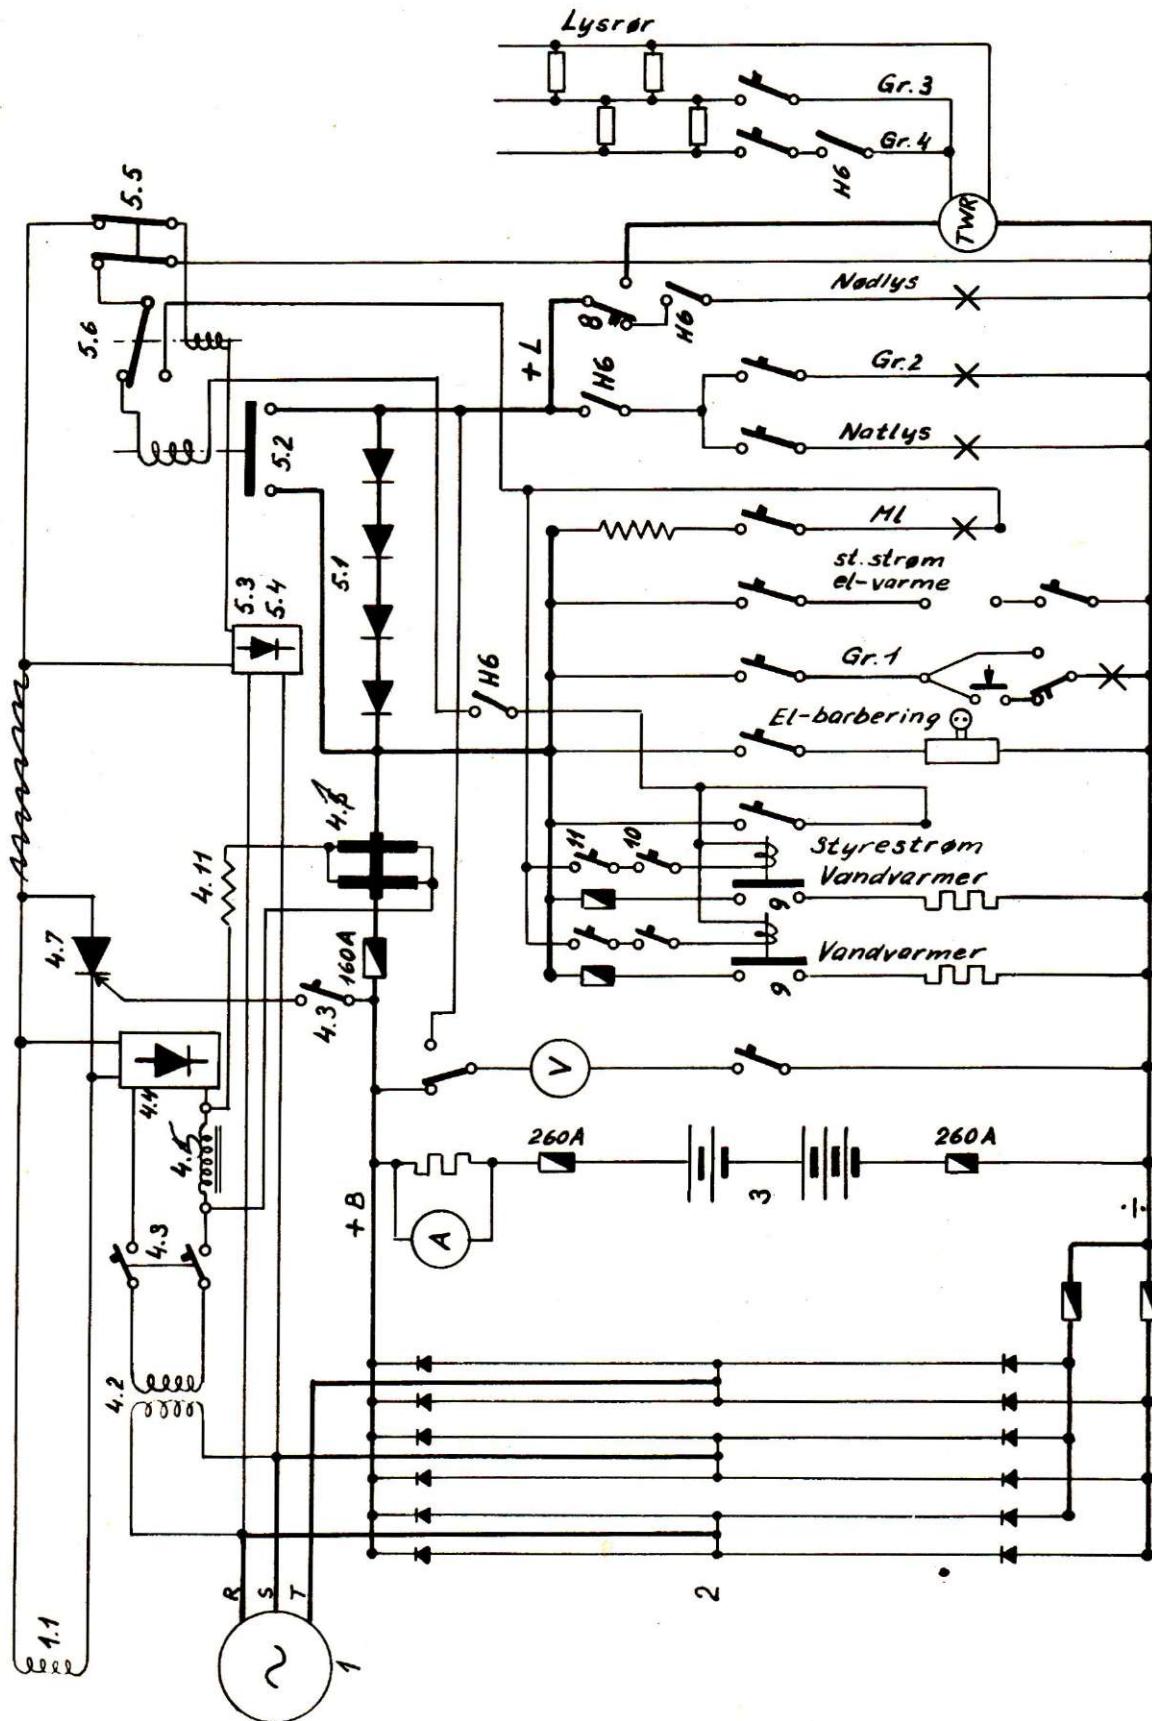 Lysrør
Gr.3
Gr.4
H6
5.5
TWR
5.6
Nødlys
8
H6
+ L
H6
Gr.2
5.2
Natlys
5.1
Ml
5.3
5.4
st. strøm
el-varme
H6
Gr.1
El-barbering
4.11
11
10
Styrestrøm
Vandvarmer
9
4.7
160A
4.3
Vandvarmer
9
V
4.4
260A
260A
3
+ B
÷
A
4.3
4.2
R
S
T
1.1
1
2